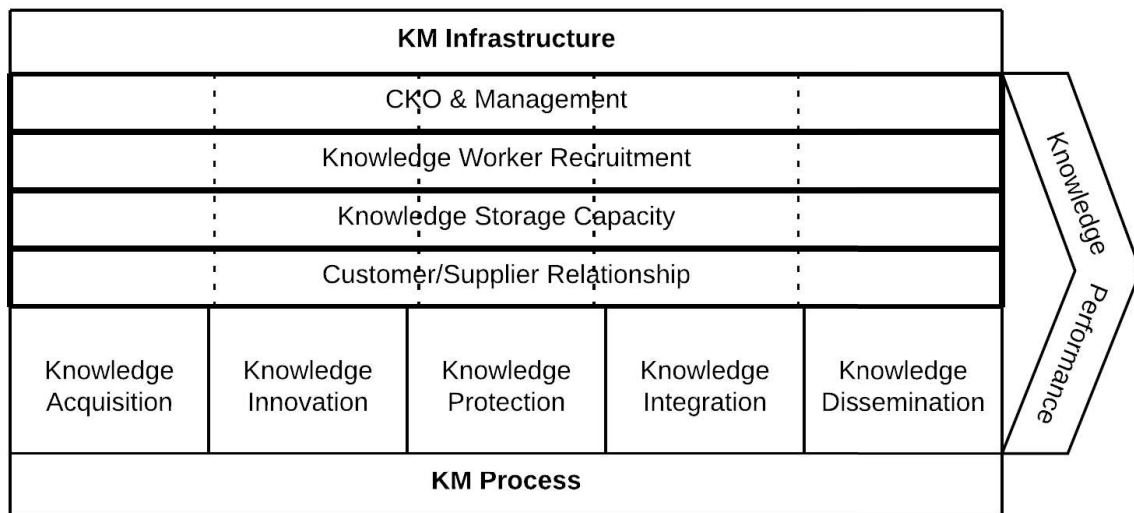 KM Infrastructure
CKO & Management
Knowledge Worker Recruitment
Knowledge Storage Capacity
Customer/Supplier Relationship
Knowledge
Acquisition
Knowledge
Innovation
Knowledge
Protection
Knowledge
Integration
Knowledge
Dissemination
KM Process
Knowledge
Performance